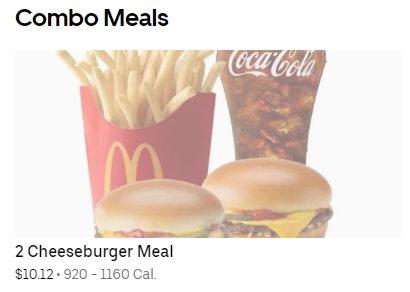 Combo Meals
Coca-Cola
2 Cheeseburger Meal
$10.12 • 920 - 1160 Cal.